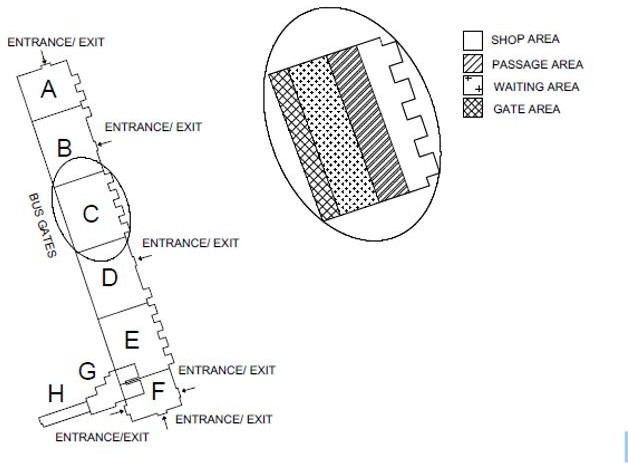 ENTRANCE/ EXIT
A
B
ENTRANCE/ EXIT
C
BUS GATES
ENTRANCE/ EXIT
D
E
G
ENTRANCE/ EXIT
H
F
ENTRANCE/ EXIT
ENTRANCE/EXIT
SHOP AREA
PASSAGE AREA
WAITING AREA
GATE AREA